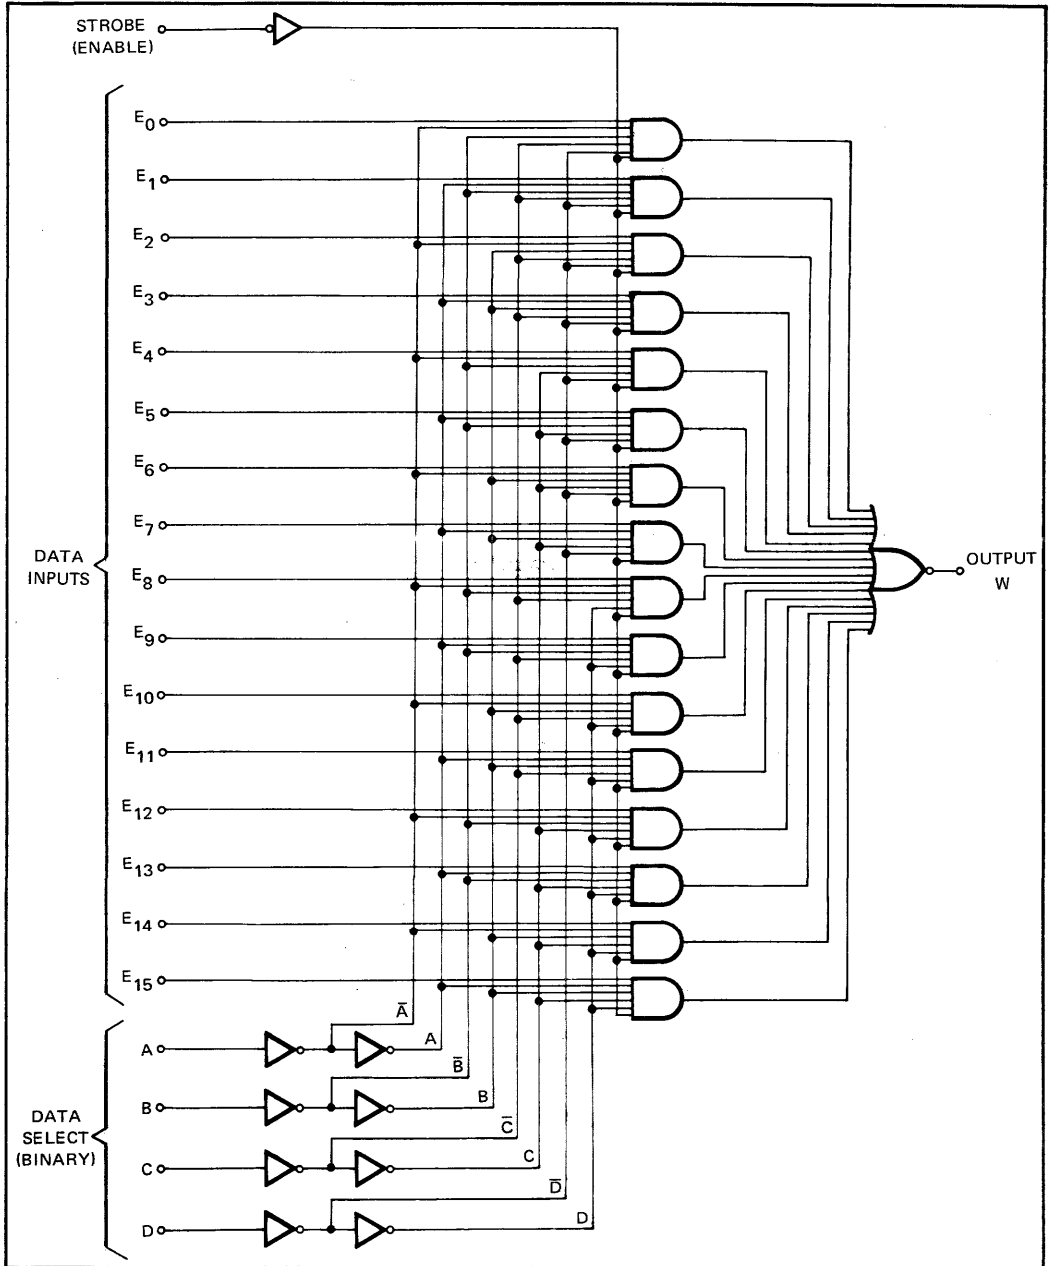 STROBE
(ENABLE)
E0
E1
E2
E3
E4
E5
E6
E7
DATA
INPUTS
OUTPUT
W
E8
E9
E10
E11
E12
E13
E14
E15
A̅
A
A
B̅
B
B
C̅
DATA
SELECT
(BINARY)
C
C
D̅
D
D